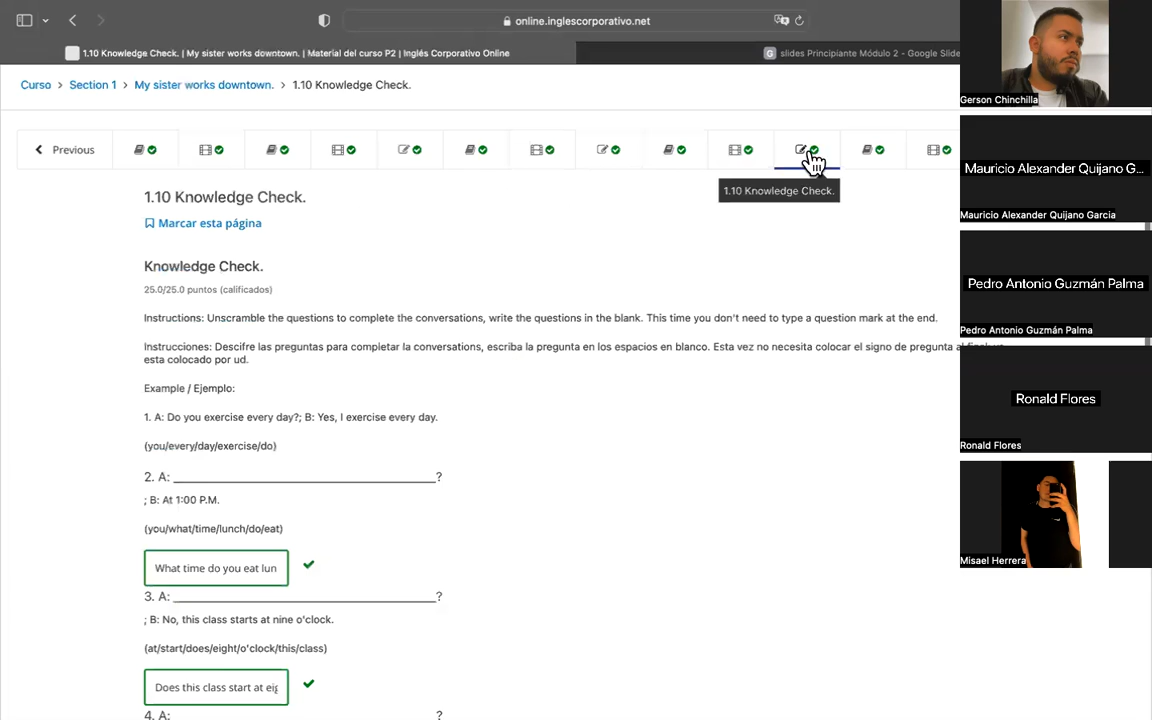 online.inglescorporativo.net
1.10 Knowledge Check. | My sister works downtown. | Material del curso P2 | Inglés Corporativo Online
G slides Principiante Módulo 2 - Google Slide
Curso > Section 1 > My sister works downtown. > 1.10 Knowledge Check.
Previous
1.10 Knowledge Check.
1.10 Knowledge Check.
Marcar esta página
Knowledge Check.
25.0/25.0 puntos (calificados)
Instructions: Unscramble the questions to complete the conversations, write the questions in the blank. This time you don't need to type a question mark at the end.
Instrucciones: Descifre las preguntas para completar la conversations, escriba la pregunta en los espacios en blanco. Esta vez no necesita colocar el signo de pregunta al
esta colocado por ud.
Example / Ejemplo:
1. A: Do you exercise every day?; B: Yes, I exercise every day.
(you/every/day/exercise/do)
2. A: ______________________________?
; B: At 1:00 P.M.
(you/what/time/lunch/do/eat)
What time do you eat lun
3. A: ______________________________?
; B: No, this class starts at nine o'clock.
(at/start/does/eight/o'clock/this/class)
Does this class start at eig
4. A: ______________________________?
Gerson Chinchilla
Mauricio Alexander Quijano G...
Mauricio Alexander Quijano Garcia
Pedro Antonio Guzmán Palma
Pedro Antonio Guzmán Palma
Ronald Flores
Ronald Flores
Misael Herrera